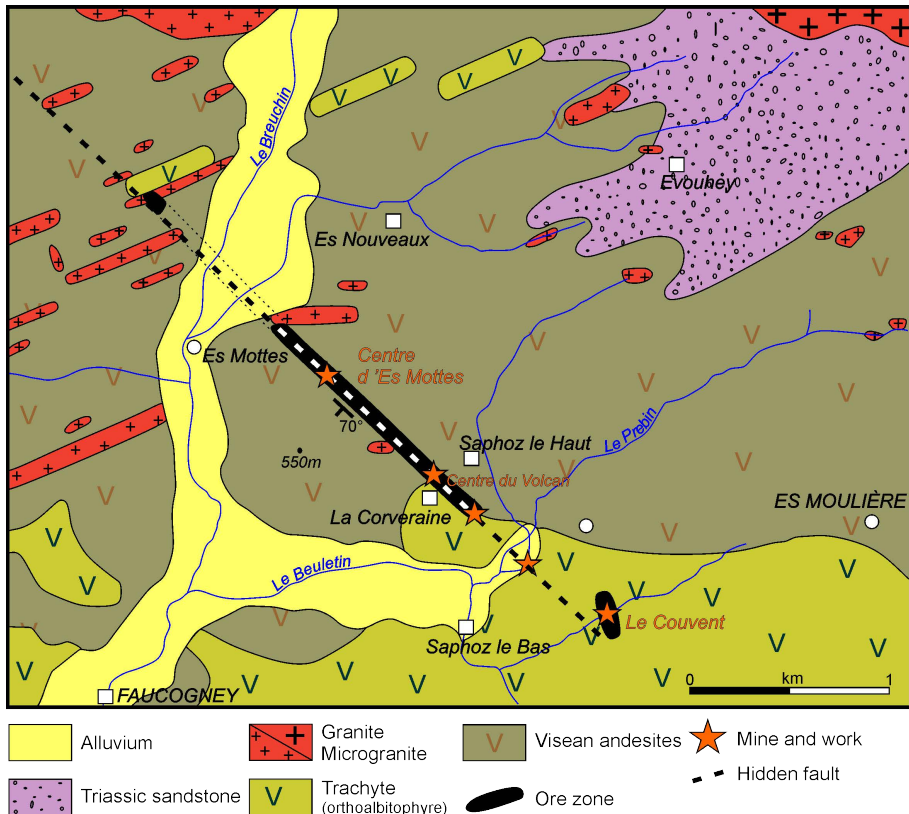 Le Breuchin
Evouhey
Es Nouveaux
Es Mottes
Centre
d 'Es Mottes
70°
550m
Saphoz le Haut
Le Prebin
Centre du Volcan
La Corveraine
ES MOULIÈRE
Le Beuletin
Le Couvent
Saphoz le Bas
FAUCOGNEY
0 km 1
Alluvium
Granite
Microgranite
Visean andesites
Mine and work
Hidden fault
Triassic sandstone
Trachyte
(orthoalbitophyre)
Ore zone